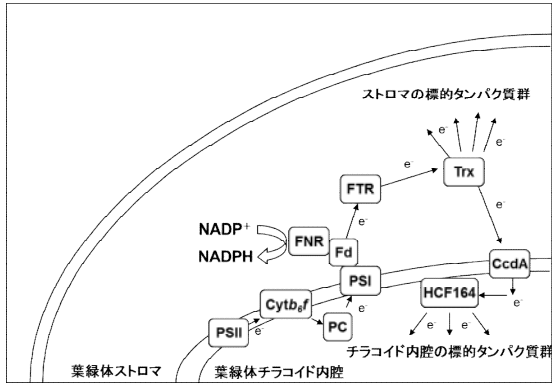 ストロマの標的タンパク質群
e⁻
e⁻
Trx
e⁻
FTR
e⁻
NADP⁺
e⁻
FNR
Fd
NADPH
CcdA
PSI
HCF164
e⁻
Cytb₆f
e⁻
PC
PSII
e⁻
e⁻ e⁻ e⁻
チラコイド内腔の標的タンパク質群
葉緑体ストロマ
葉緑体チラコイド内腔